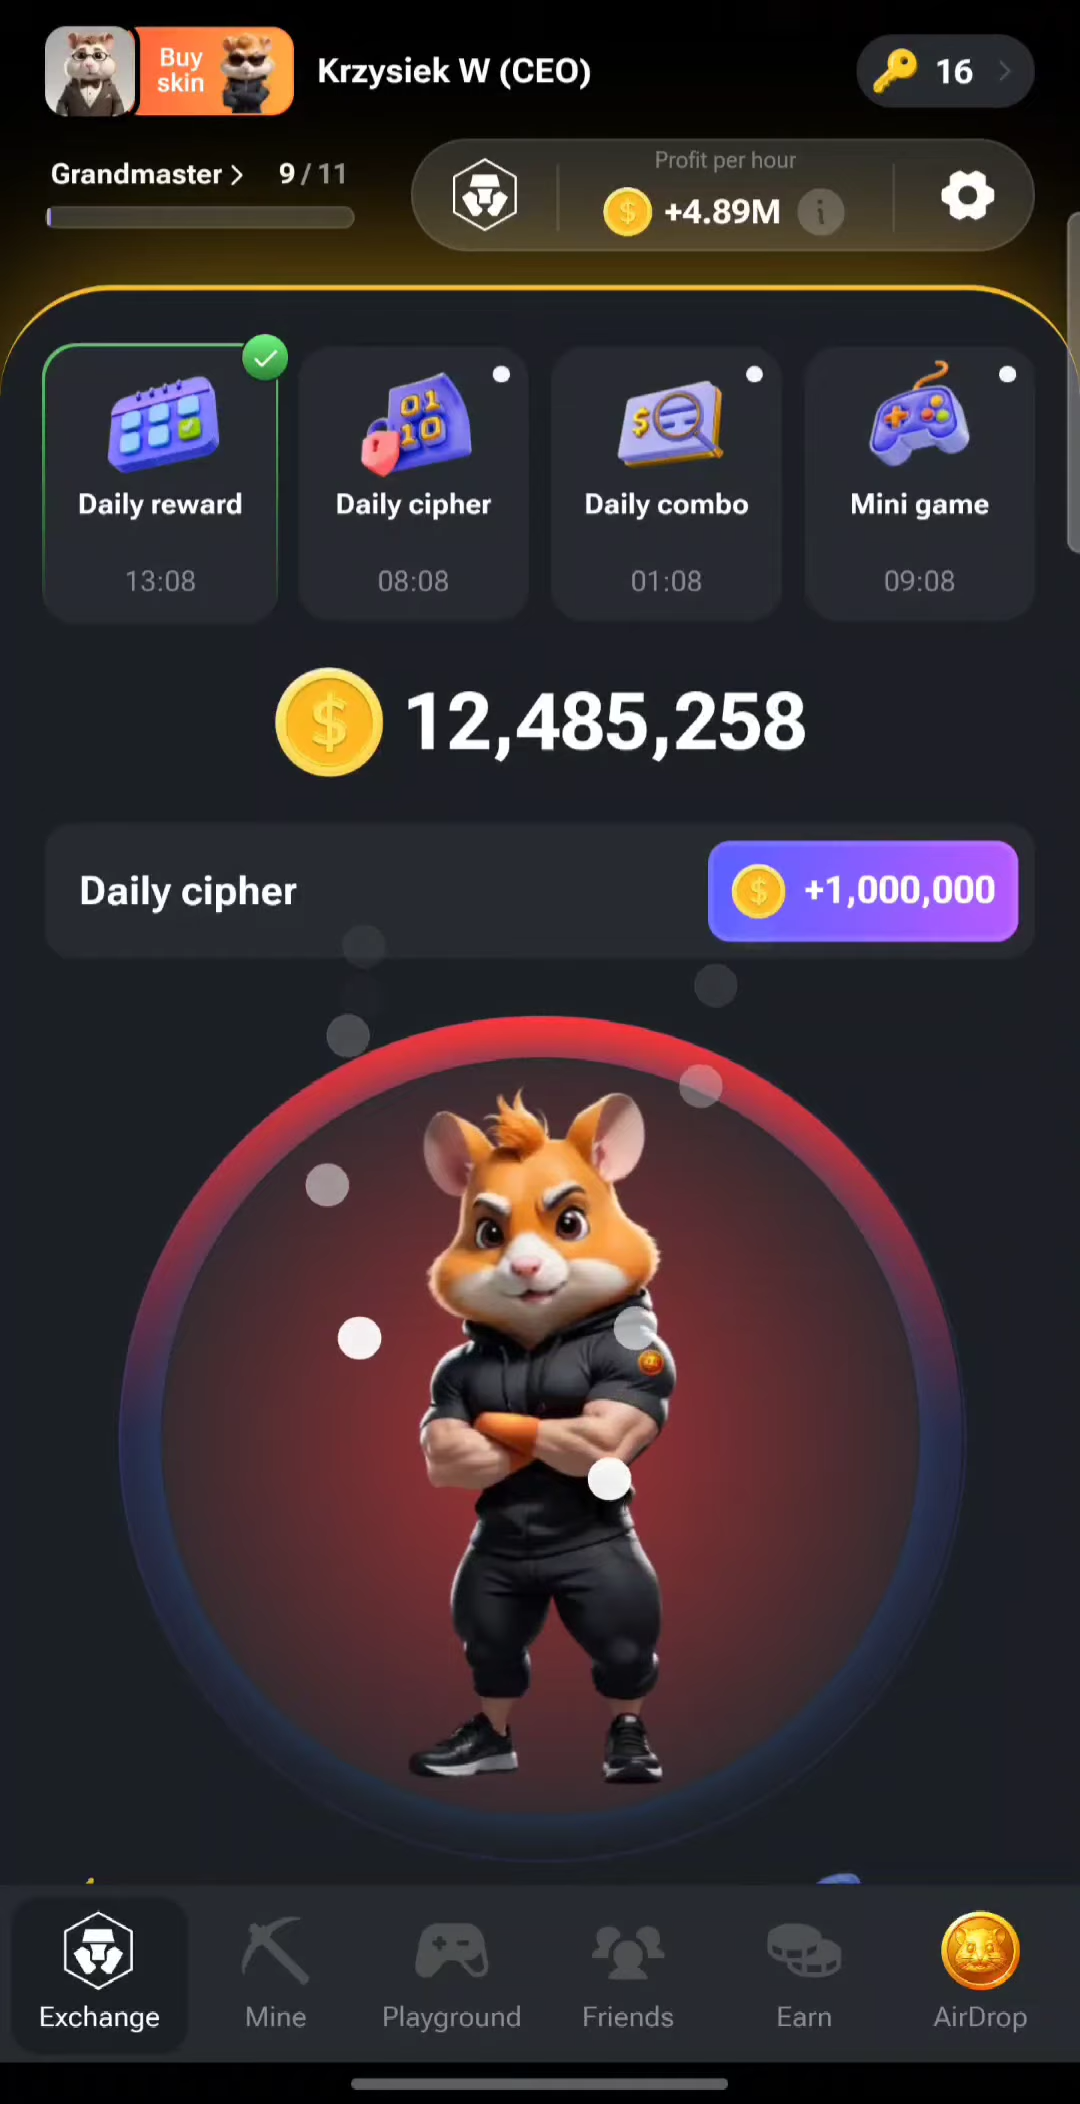 Buy
skin
Krzysiek W (CEO)
16
Grandmaster
9 / 11
Profit per hour
+4.89M
Daily reward
13:08
Daily cipher
08:08
Daily combo
01:08
Mini game
09:08
12,485,258
Daily cipher
+1,000,000
Exchange
Mine
Playground
Friends
Earn
AirDrop